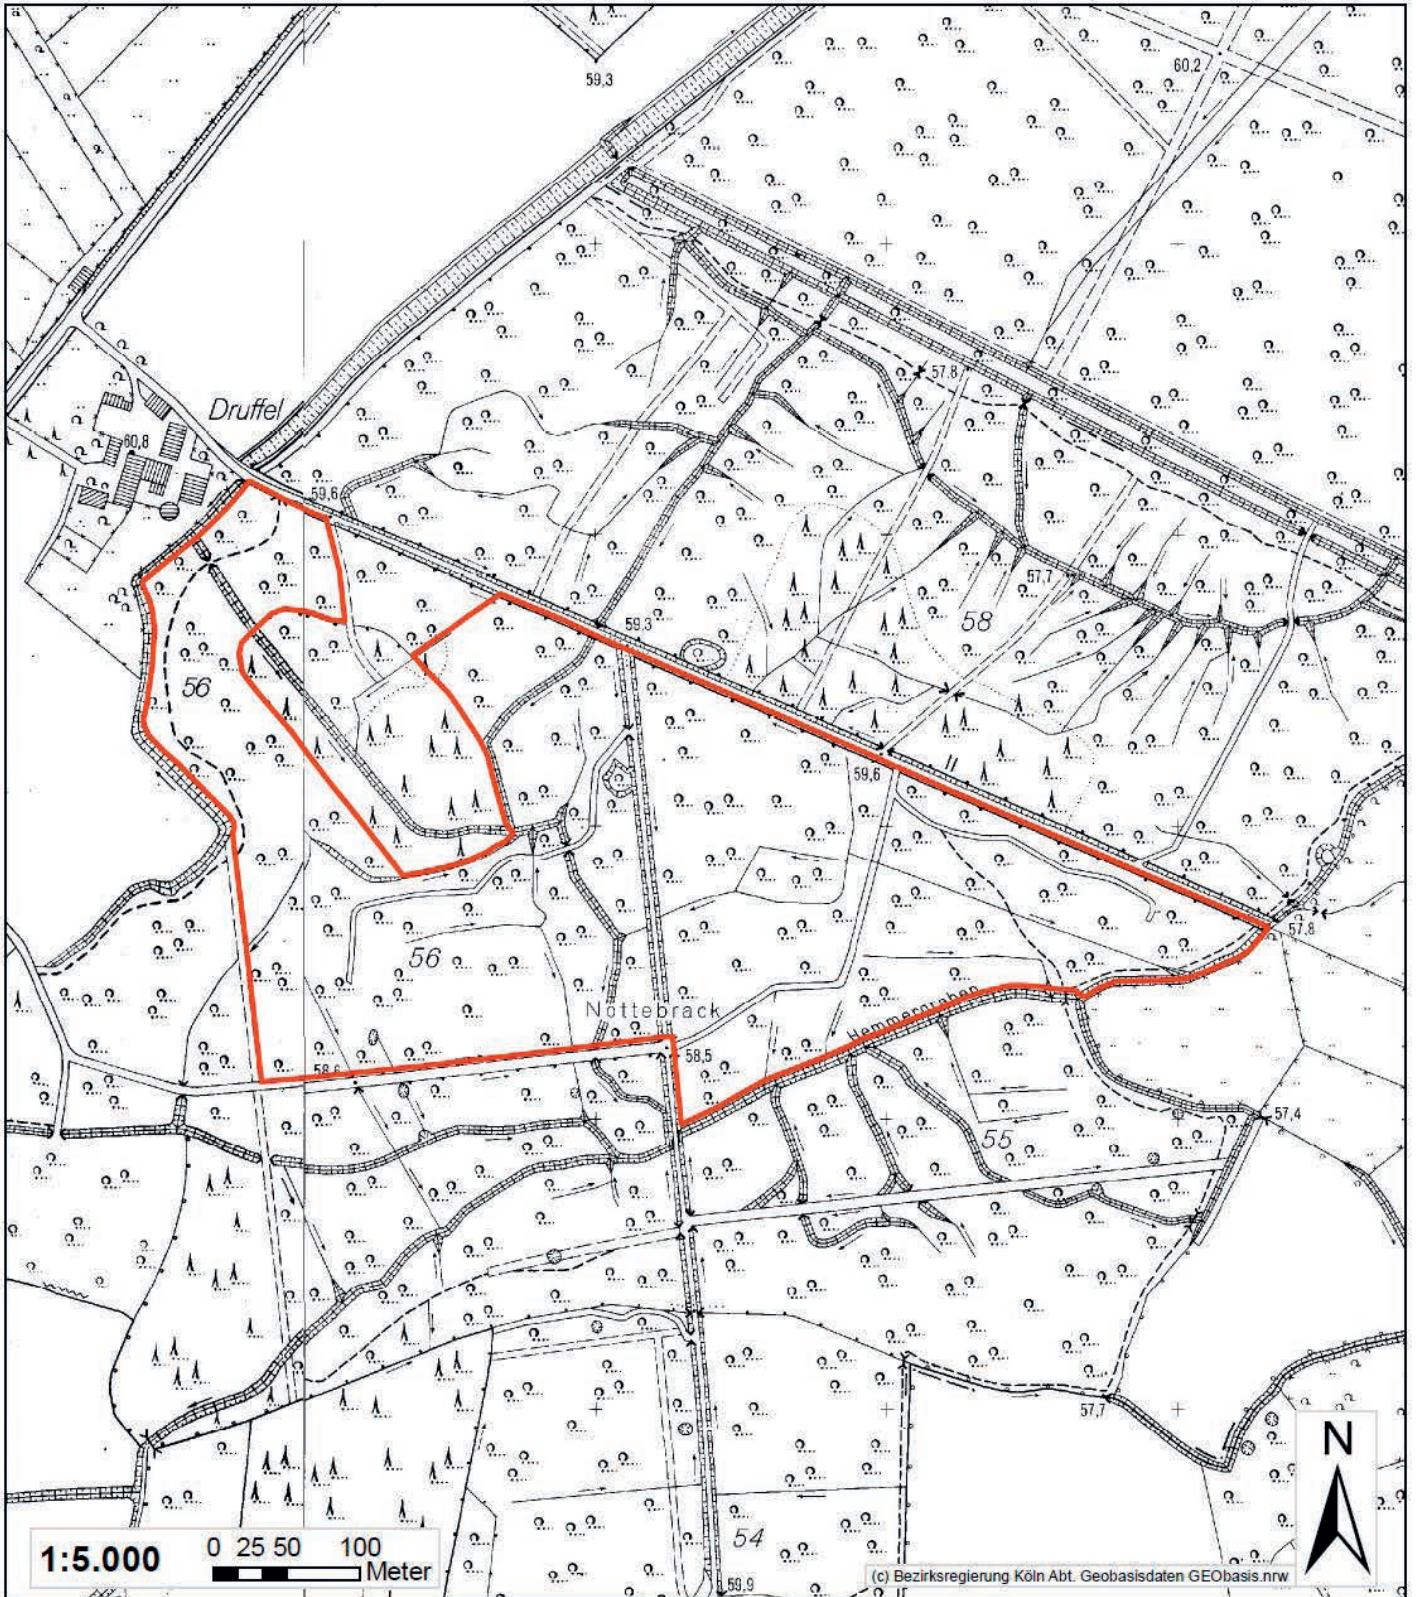 59,3
60,2
57,8
Druffel
60,8
59,6
57,7
59,3
58
56
59,6
57,8
56
Nottebrack
Hemmelhen
58,5
58,6
57,4
55
57,7
N
54
1:5.000
0 25 50 100
Meter
59,9
(c) Bezirksregierung Köln Abt. Geobasisdaten GEObasis.nrw